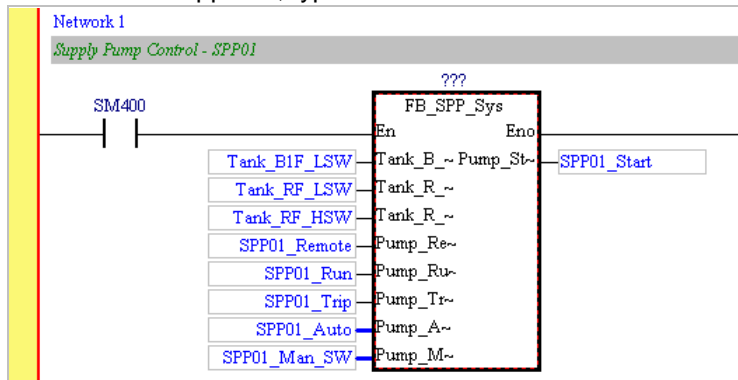 Network 1
Supply Pump Control - SPP01
???
SM400
FB_SPP_Sys
En Eno
Tank_B1F_LSW Tank_B_~ Pump_St~ SPP01_Start
Tank_RF_LSW Tank_R_~
Tank_RF_HSW Tank_R_~
SPP01_Remote Pump_Re~
SPP01_Run Pump_Ru~
SPP01_Trip Pump_Tr~
SPP01_Auto Pump_A~
SPP01_Man_SW Pump_M~